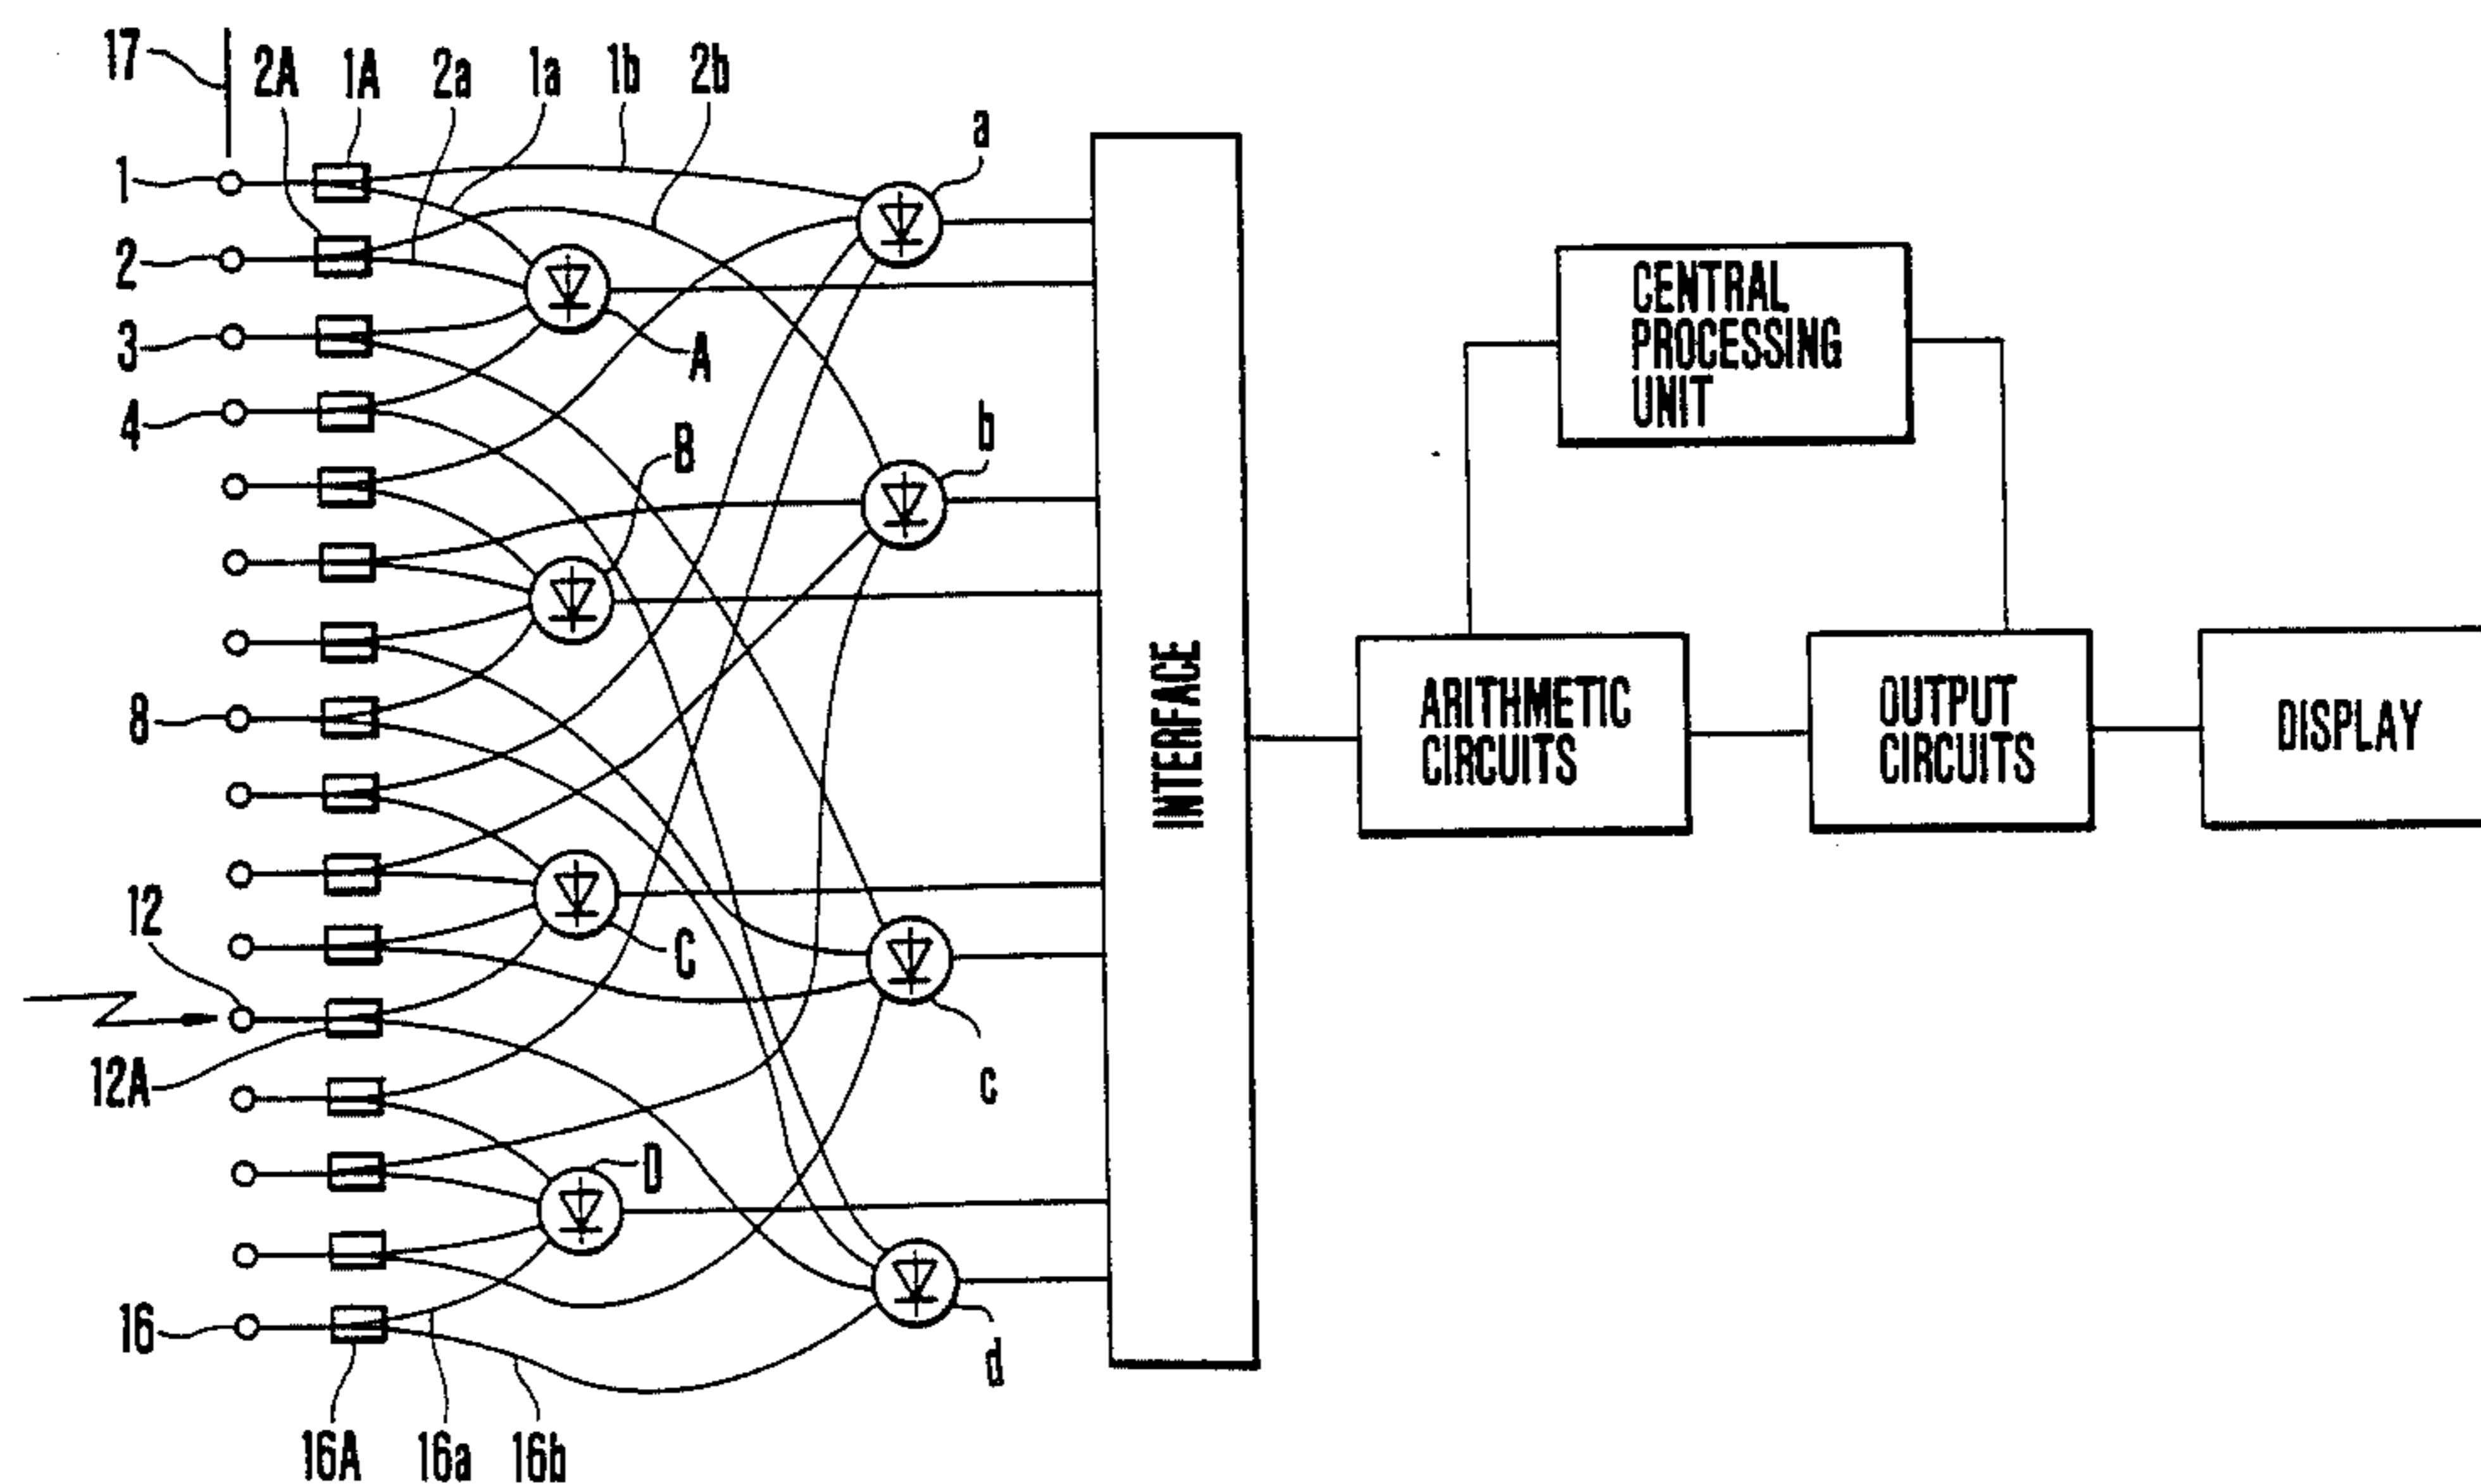 17
2A
1A
2a
1a
1b
2b
a
1
2
3
4
A
B
b
8
12
C
12A
c
D
16
d
16A
16a
16b
INTERFACE
CENTRAL
PROCESSING
UNIT
ARITHMETIC
CIRCUITS
OUTPUT
CIRCUITS
DISPLAY